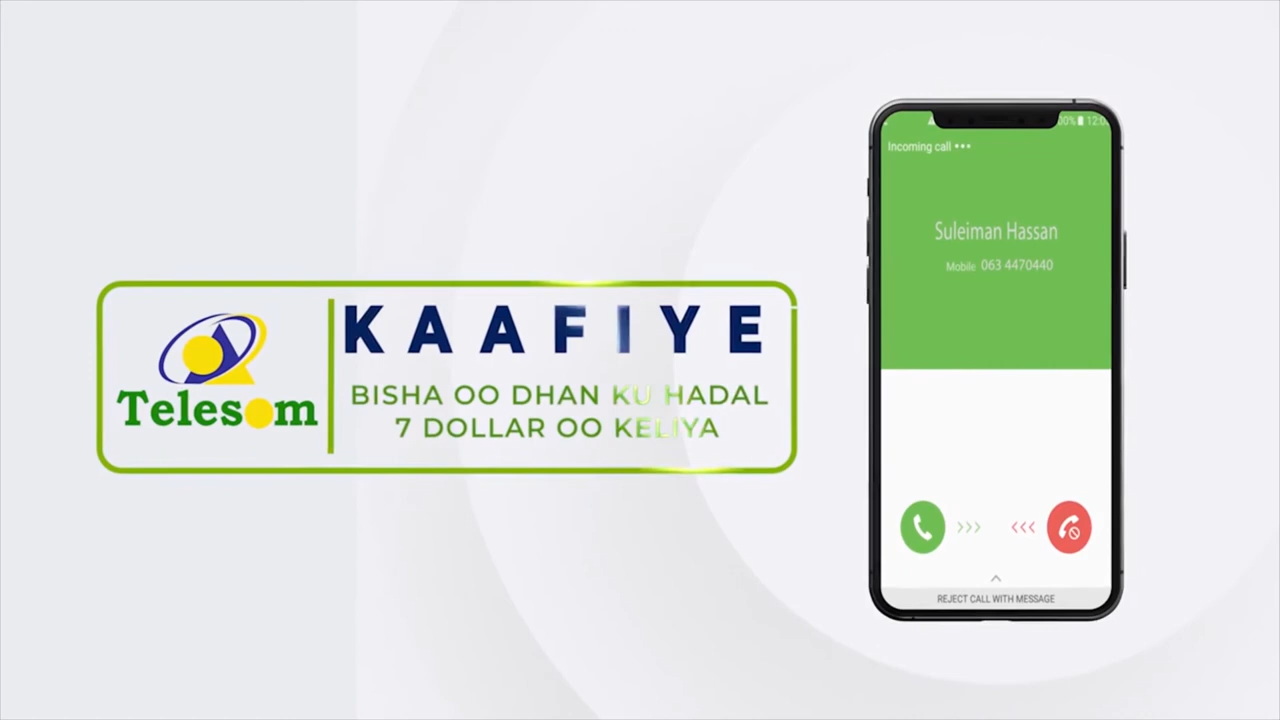 Telesom
KAAFIYE
BISHA OO DHAN KU HADAL
7 DOLLAR OO KELIYA
Incoming call •••
Suleiman Hassan
Mobile 063 4470440
REJECT CALL WITH MESSAGE